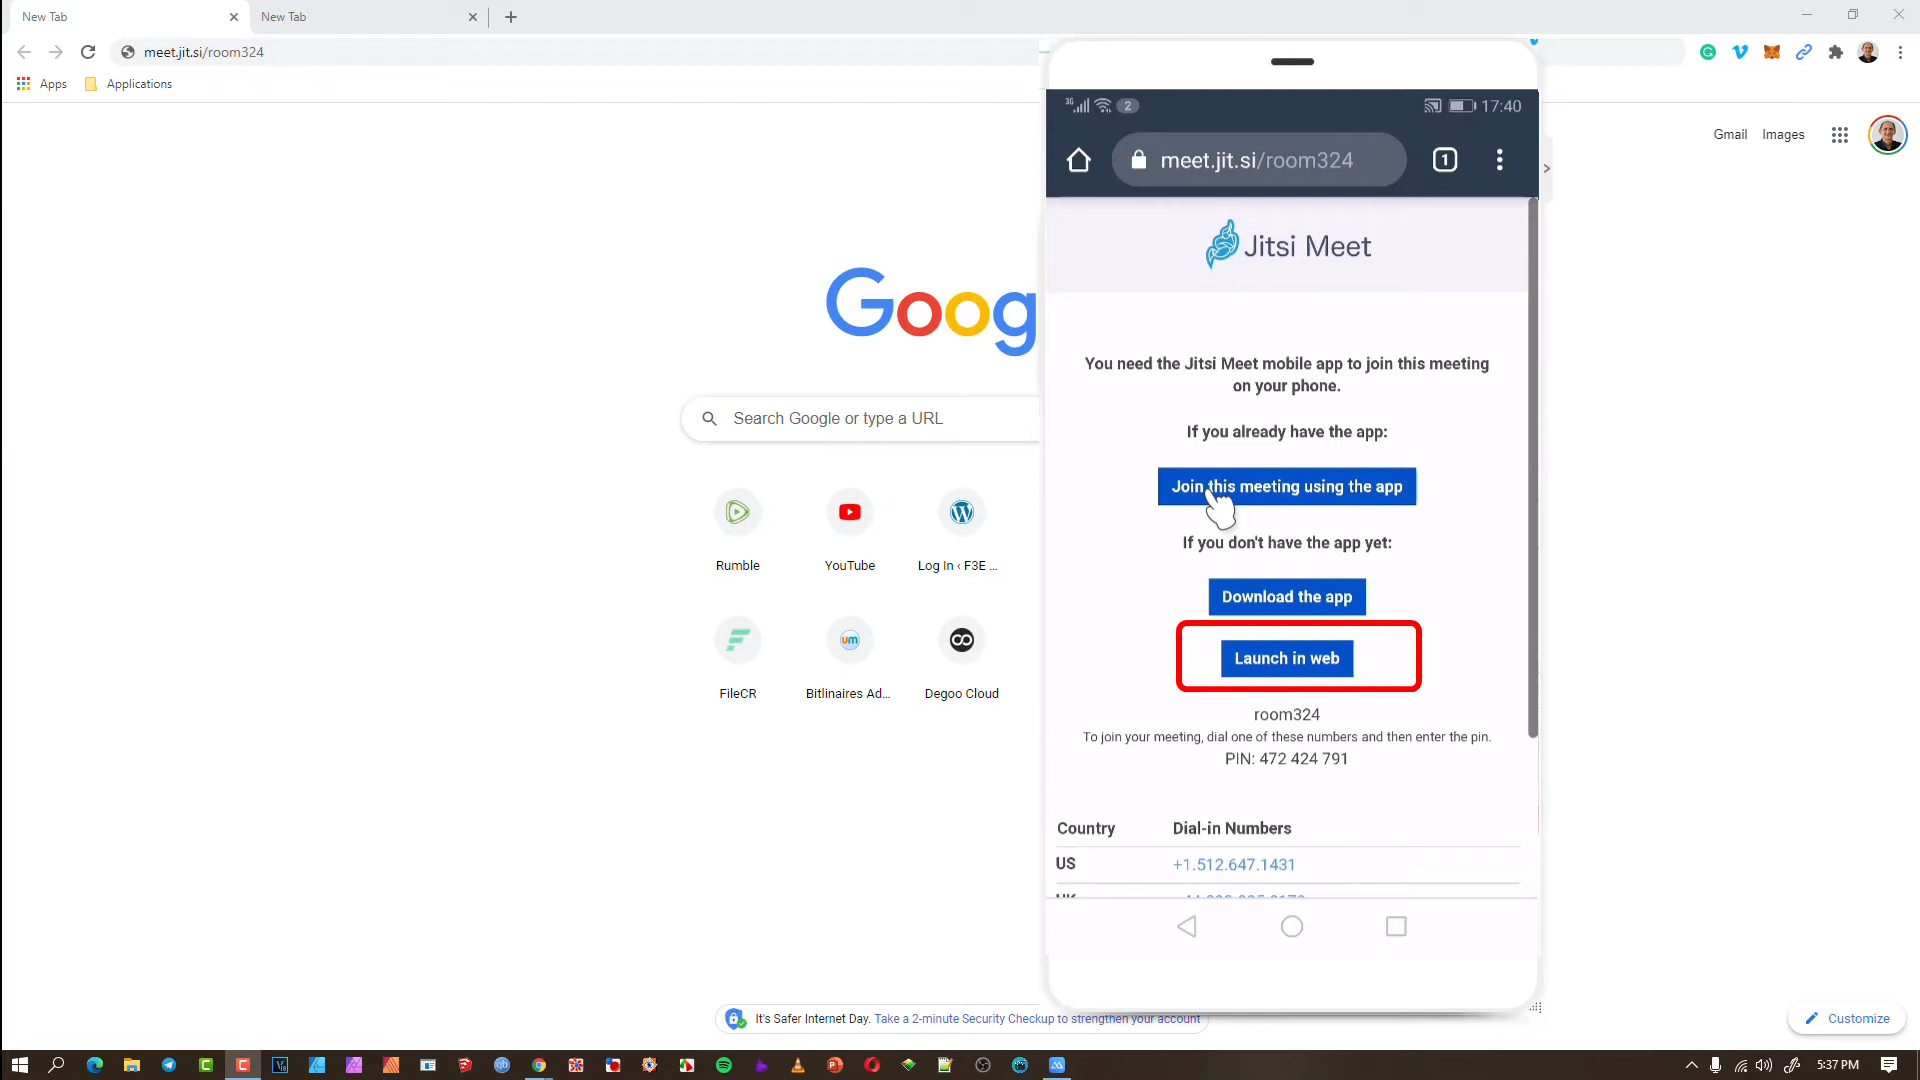 New Tab
New Tab
meet.jit.si/room324
Apps
Applications
Gmail
Images
Goog
Search Google or type a URL
Rumble
YouTube
Log In ‹ F3E ...
FileCR
Bitlinaires Ad...
Degoo Cloud
It's Safer Internet Day. Take a 2-minute Security Checkup to strengthen your account
Customize
3G
2
17:40
meet.jit.si/room324
1
Jitsi Meet
You need the Jitsi Meet mobile app to join this meeting
on your phone.
If you already have the app:
Join this meeting using the app
If you don't have the app yet:
Download the app
Launch in web
room324
To join your meeting, dial one of these numbers and then enter the pin.
PIN: 472 424 791
Country
Dial-in Numbers
US
+1.512.647.1431
um
5:37 PM